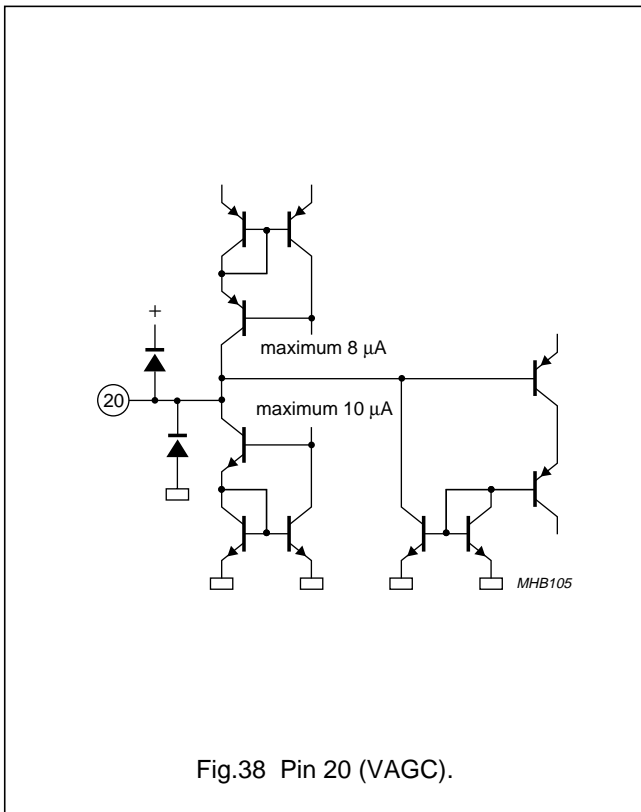 +
maximum 8 μA
20
maximum 10 μA
MHB105
Fig.38 Pin 20 (VAGC).